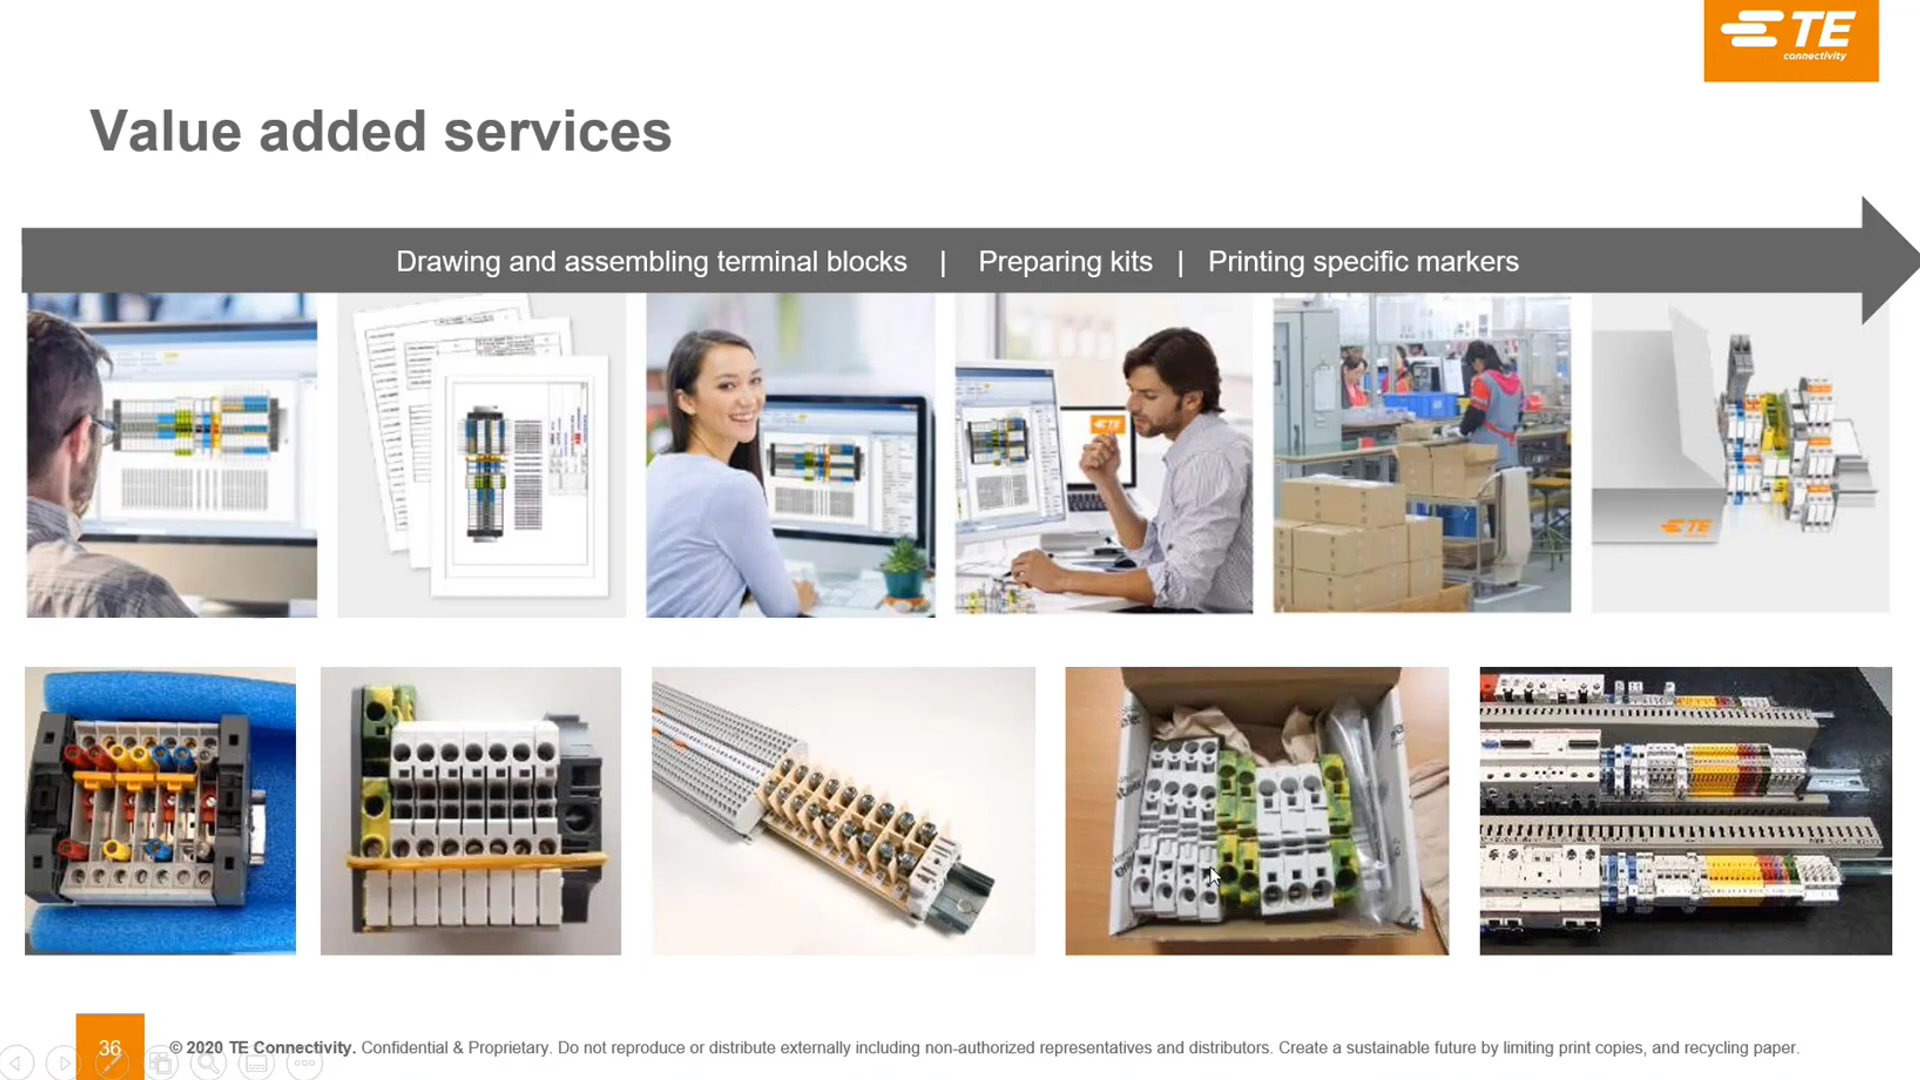 TE
connectivity
Value added services
Drawing and assembling terminal blocks | Preparing kits | Printing specific markers
TE
TE
36
© 2020 TE Connectivity. Confidential & Proprietary. Do not reproduce or distribute externally including non-authorized representatives and distributors. Create a sustainable future by limiting print copies, and recycling paper.